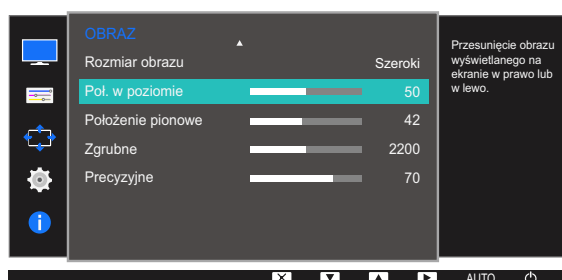 OBRAZ
Rozmiar obrazu Szeroki
Poł. w poziomie 50
Położenie pionowe 42
Zgrubne 2200
Precyzyjne 70
Przesunięcie obrazu
wyświetlanego na
ekranie w prawo lub
w lewo.
AUTO